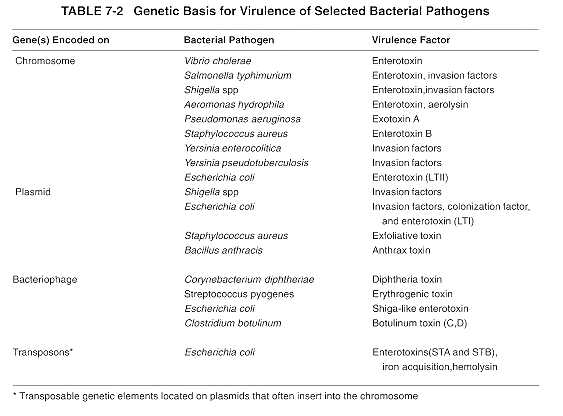 TABLE 7-2 Genetic Basis for Virulence of Selected Bacterial Pathogens
Gene(s) Encoded on Bacterial Pathogen Virulence Factor
Chromosome Vibrio cholerae Enterotoxin
Salmonella typhimurium Enterotoxin, invasion factors
Shigella spp Enterotoxin,invasion factors
Aeromonas hydrophila Enterotoxin, aerolysin
Pseudomonas aeruginosa Exotoxin A
Staphylococcus aureus Enterotoxin B
Yersinia enterocolitica Invasion factors
Yersinia pseudotuberculosis Invasion factors
Escherichia coli Enterotoxin (LTII)
Plasmid Shigella spp Invasion factors
Escherichia coli Invasion factors, colonization factor,
and enterotoxin (LTI)
Staphylococcus aureus Exfoliative toxin
Bacillus anthracis Anthrax toxin
Bacteriophage Corynebacterium diphtheriae Diphtheria toxin
Streptococcus pyogenes Erythrogenic toxin
Escherichia coli Shiga-like enterotoxin
Clostridium botulinum Botulinum toxin (C,D)
Transposons* Escherichia coli Enterotoxins(STA and STB),
iron acquisition,hemolysin
* Transposable genetic elements located on plasmids that often insert into the chromosome